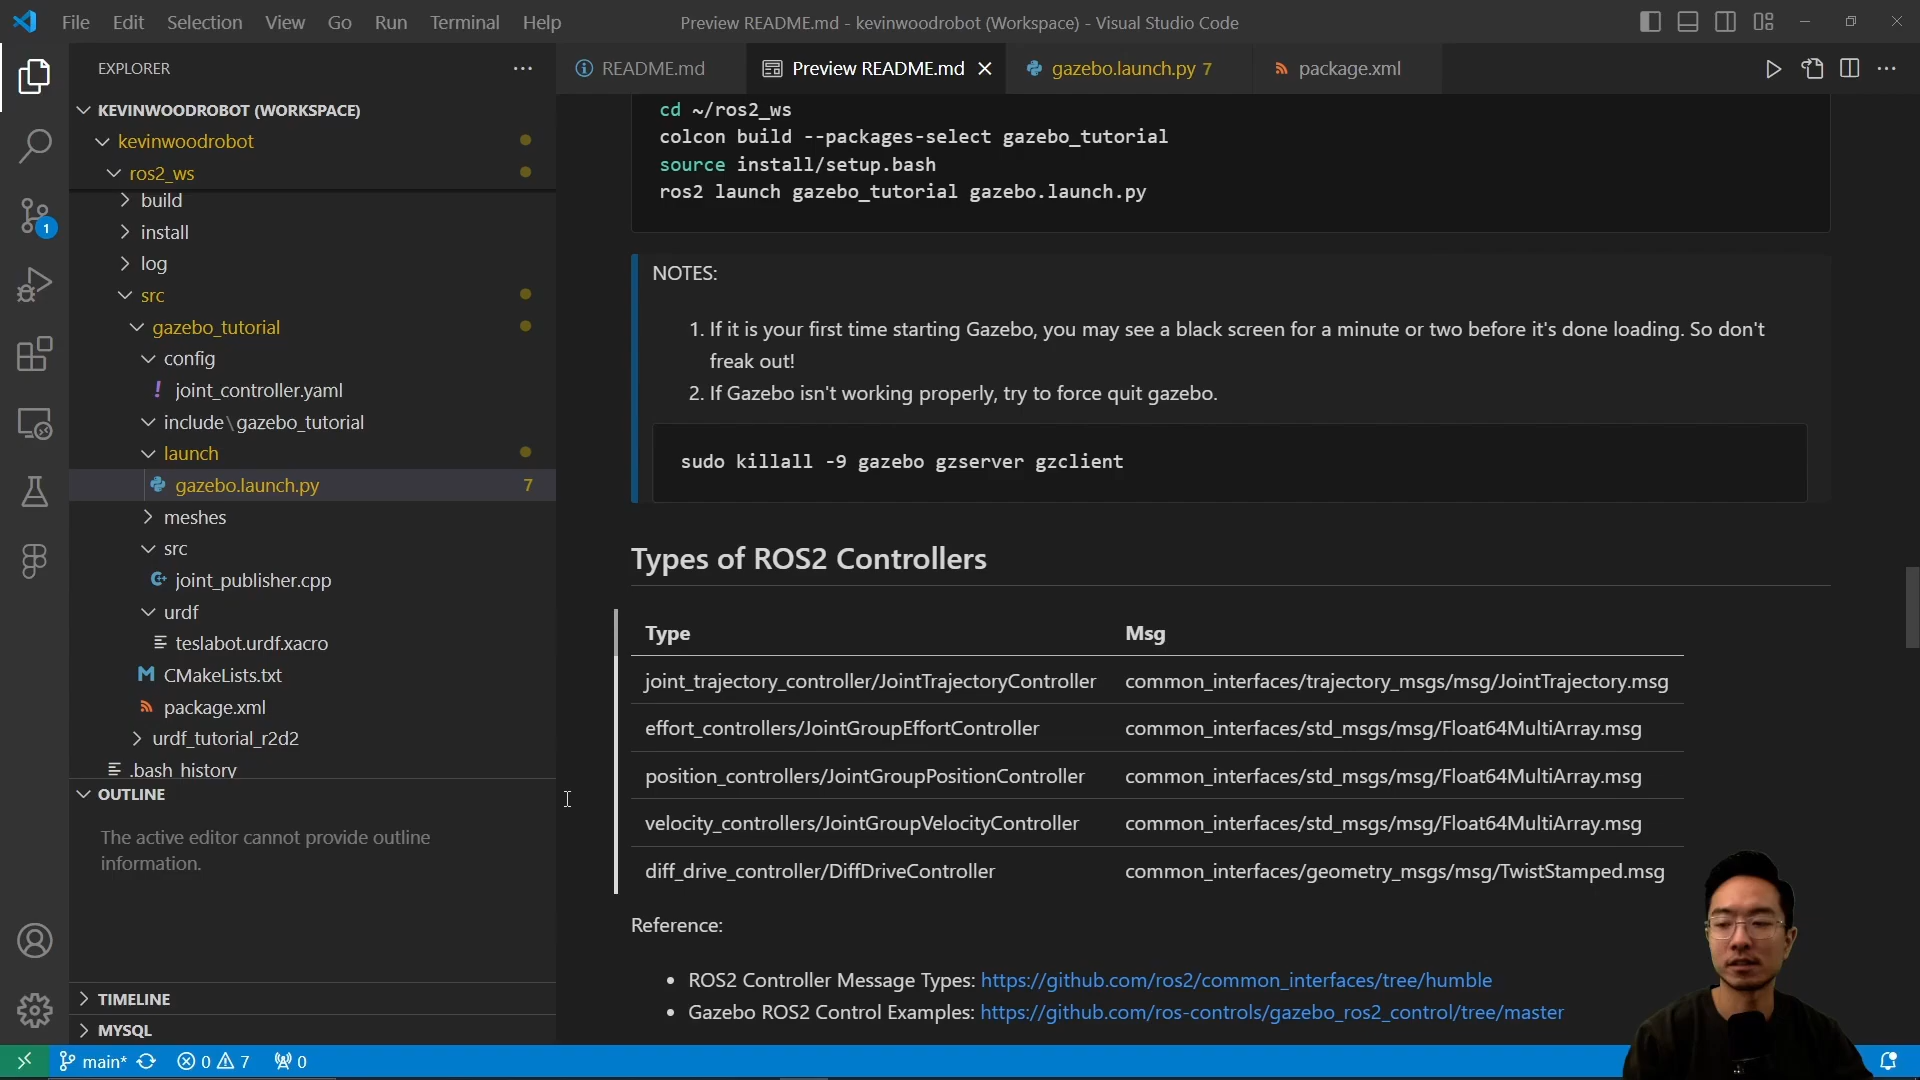 File Edit Selection View Go Run Terminal Help
Preview README.md - kevinwoodrobot (Workspace) - Visual Studio Code
EXPLORER
README.md
Preview README.md
gazebo.launch.py 7
package.xml
KEVINWOODROBOT (WORKSPACE)
kevinwoodrobot
ros2_ws
build
install
log
src
gazebo_tutorial
config
joint_controller.yaml
include\gazebo_tutorial
launch
gazebo.launch.py 7
meshes
src
joint_publisher.cpp
urdf
teslabot.urdf.xacro
CMakeLists.txt
package.xml
urdf_tutorial_r2d2
.bash_history
OUTLINE
The active editor cannot provide outline
information.
TIMELINE
MYSQL
1
cd ~/ros2_ws
colcon build --packages-select gazebo_tutorial
source install/setup.bash
ros2 launch gazebo_tutorial gazebo.launch.py
NOTES:
1. If it is your first time starting Gazebo, you may see a black screen for a minute or two before it's done loading. So don't
freak out!
2. If Gazebo isn't working properly, try to force quit gazebo.
sudo killall -9 gazebo gzserver gzclient
Types of ROS2 Controllers
Type Msg
joint_trajectory_controller/JointTrajectoryController common_interfaces/trajectory_msgs/msg/JointTrajectory.msg
effort_controllers/JointGroupEffortController common_interfaces/std_msgs/msg/Float64MultiArray.msg
position_controllers/JointGroupPositionController common_interfaces/std_msgs/msg/Float64MultiArray.msg
velocity_controllers/JointGroupVelocityController common_interfaces/std_msgs/msg/Float64MultiArray.msg
diff_drive_controller/DiffDriveController common_interfaces/geometry_msgs/msg/TwistStamped.msg
Reference:
• ROS2 Controller Message Types: https://github.com/ros2/common_interfaces/tree/humble
• Gazebo ROS2 Control Examples: https://github.com/ros-controls/gazebo_ros2_control/tree/master
main* 0 7 0